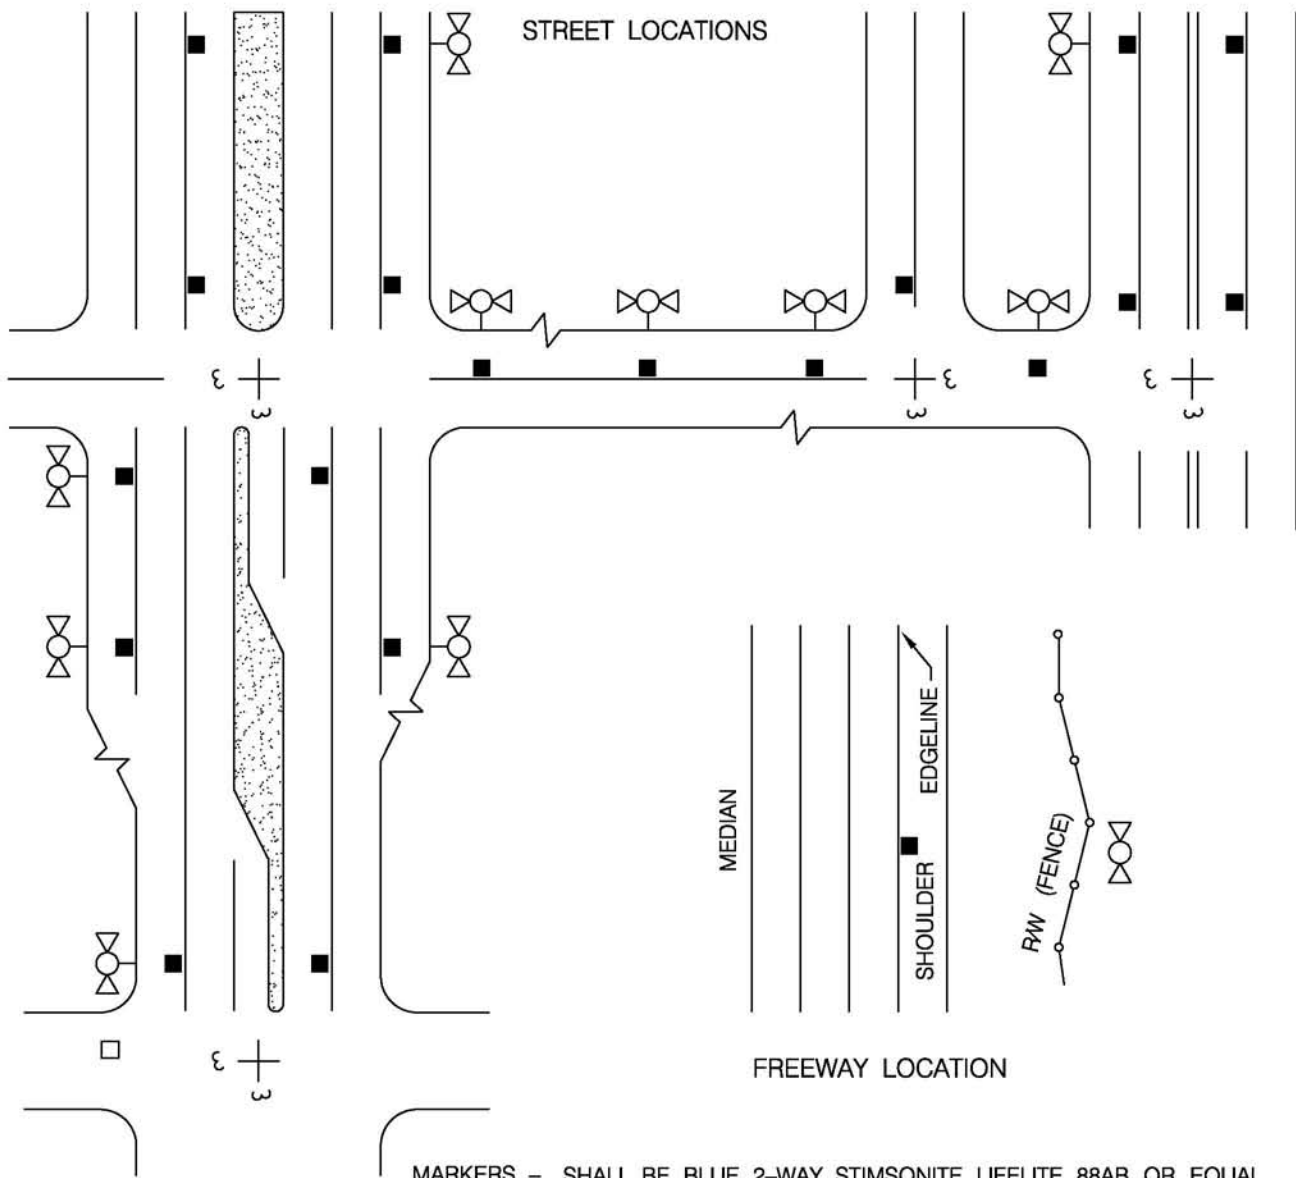 STREET LOCATIONS
MEDIAN
EDGELINE
SHOULDER
R/W (FENCE)
FREEWAY LOCATION
MARKERS – SHALL BE BLUE 2–WAY STIMSONITE LIFELITE 88AB OR EQUAL